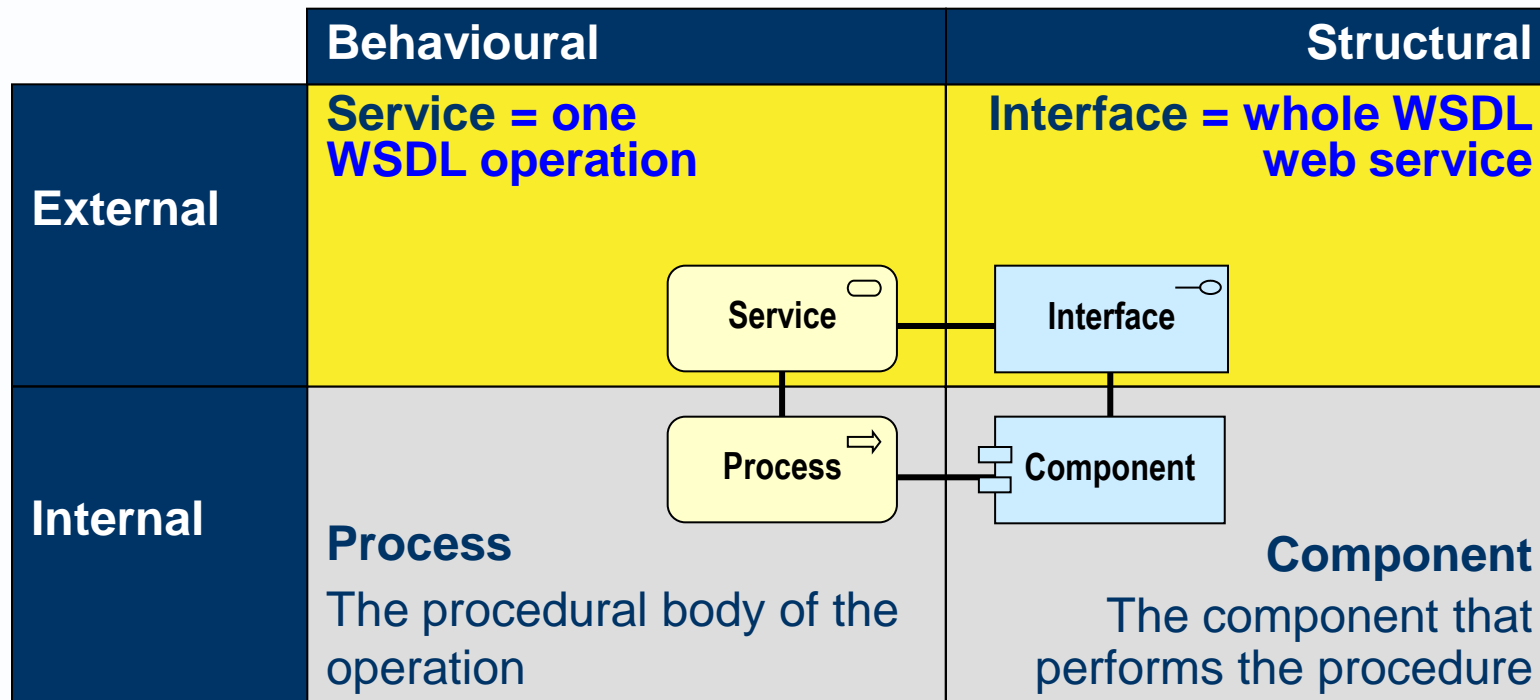 Behavioural
Structural
External
Service = one
WSDL operation
Interface = whole WSDL
web service
Service
Interface
Internal
Process
Component
Process
The procedural body of the
operation
Component
The component that
performs the procedure